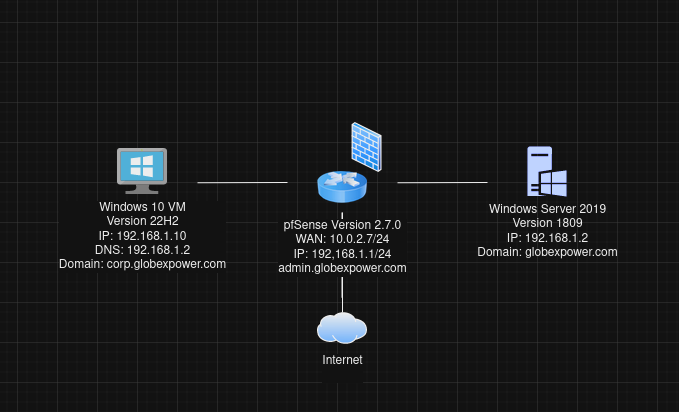 Windows 10 VM
Version 22H2
IP: 192.168.1.10
DNS: 192.168.1.2
Domain: corp.globexpower.com
pfSense Version 2.7.0
WAN: 10.0.2.7/24
IP: 192,168.1.1/24
admin.globexpower.com
Windows Server 2019
Version 1809
IP: 192.168.1.2
Domain: globexpower.com
Internet